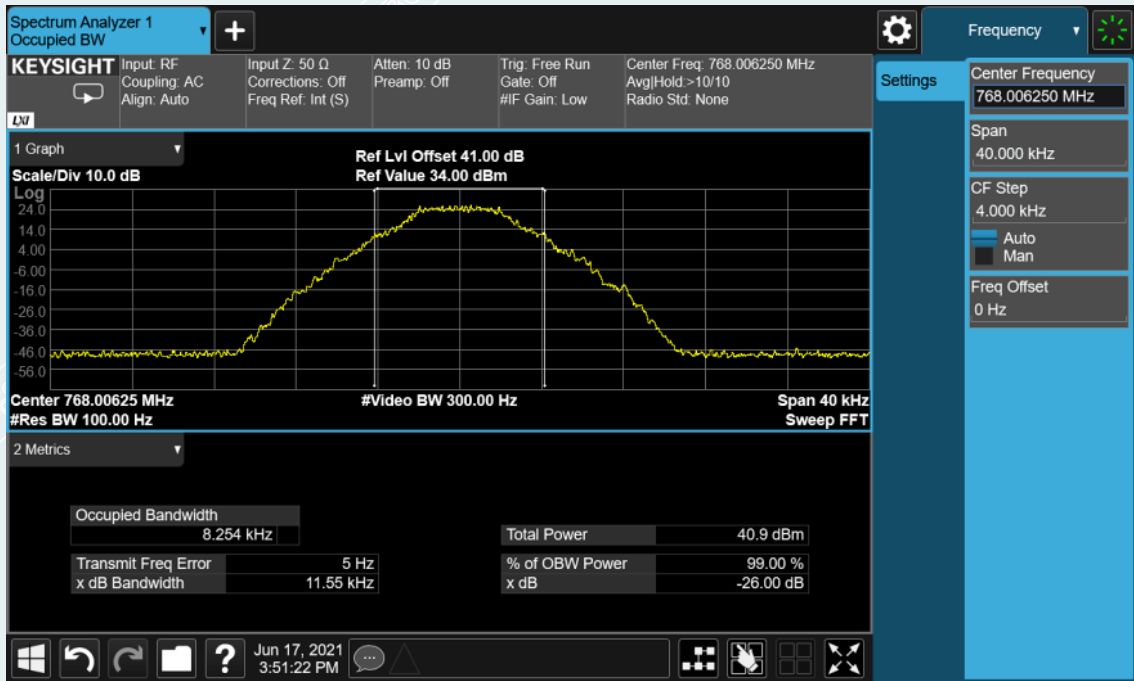 Spectrum Analyzer 1
Occupied BW
+
Frequency
KEYSIGHT
LXI
Input: RF
Coupling: AC
Align: Auto
Input Z: 50 Ω
Corrections: Off
Freq Ref: Int (S)
Atten: 10 dB
Preamp: Off
Trig: Free Run
Gate: Off
#IF Gain: Low
Center Freq: 768.006250 MHz
Avg|Hold:>10/10
Radio Std: None
Settings
Center Frequency
768.006250 MHz
Span
40.000 kHz
CF Step
4.000 kHz
Auto
Man
Freq Offset
0 Hz
1 Graph
Scale/Div 10.0 dB
Ref Lvl Offset 41.00 dB
Ref Value 34.00 dBm
Log
24.0
14.0
4.00
-6.00
-16.0
-26.0
-36.0
-46.0
-56.0
Center 768.00625 MHz
#Video BW 300.00 Hz
Span 40 kHz
#Res BW 100.00 Hz
Sweep FFT
2 Metrics
Occupied Bandwidth
8.254 kHz
Total Power 40.9 dBm
Transmit Freq Error 5 Hz
% of OBW Power 99.00 %
x dB Bandwidth 11.55 kHz
x dB -26.00 dB
?
Jun 17, 2021
3:51:22 PM